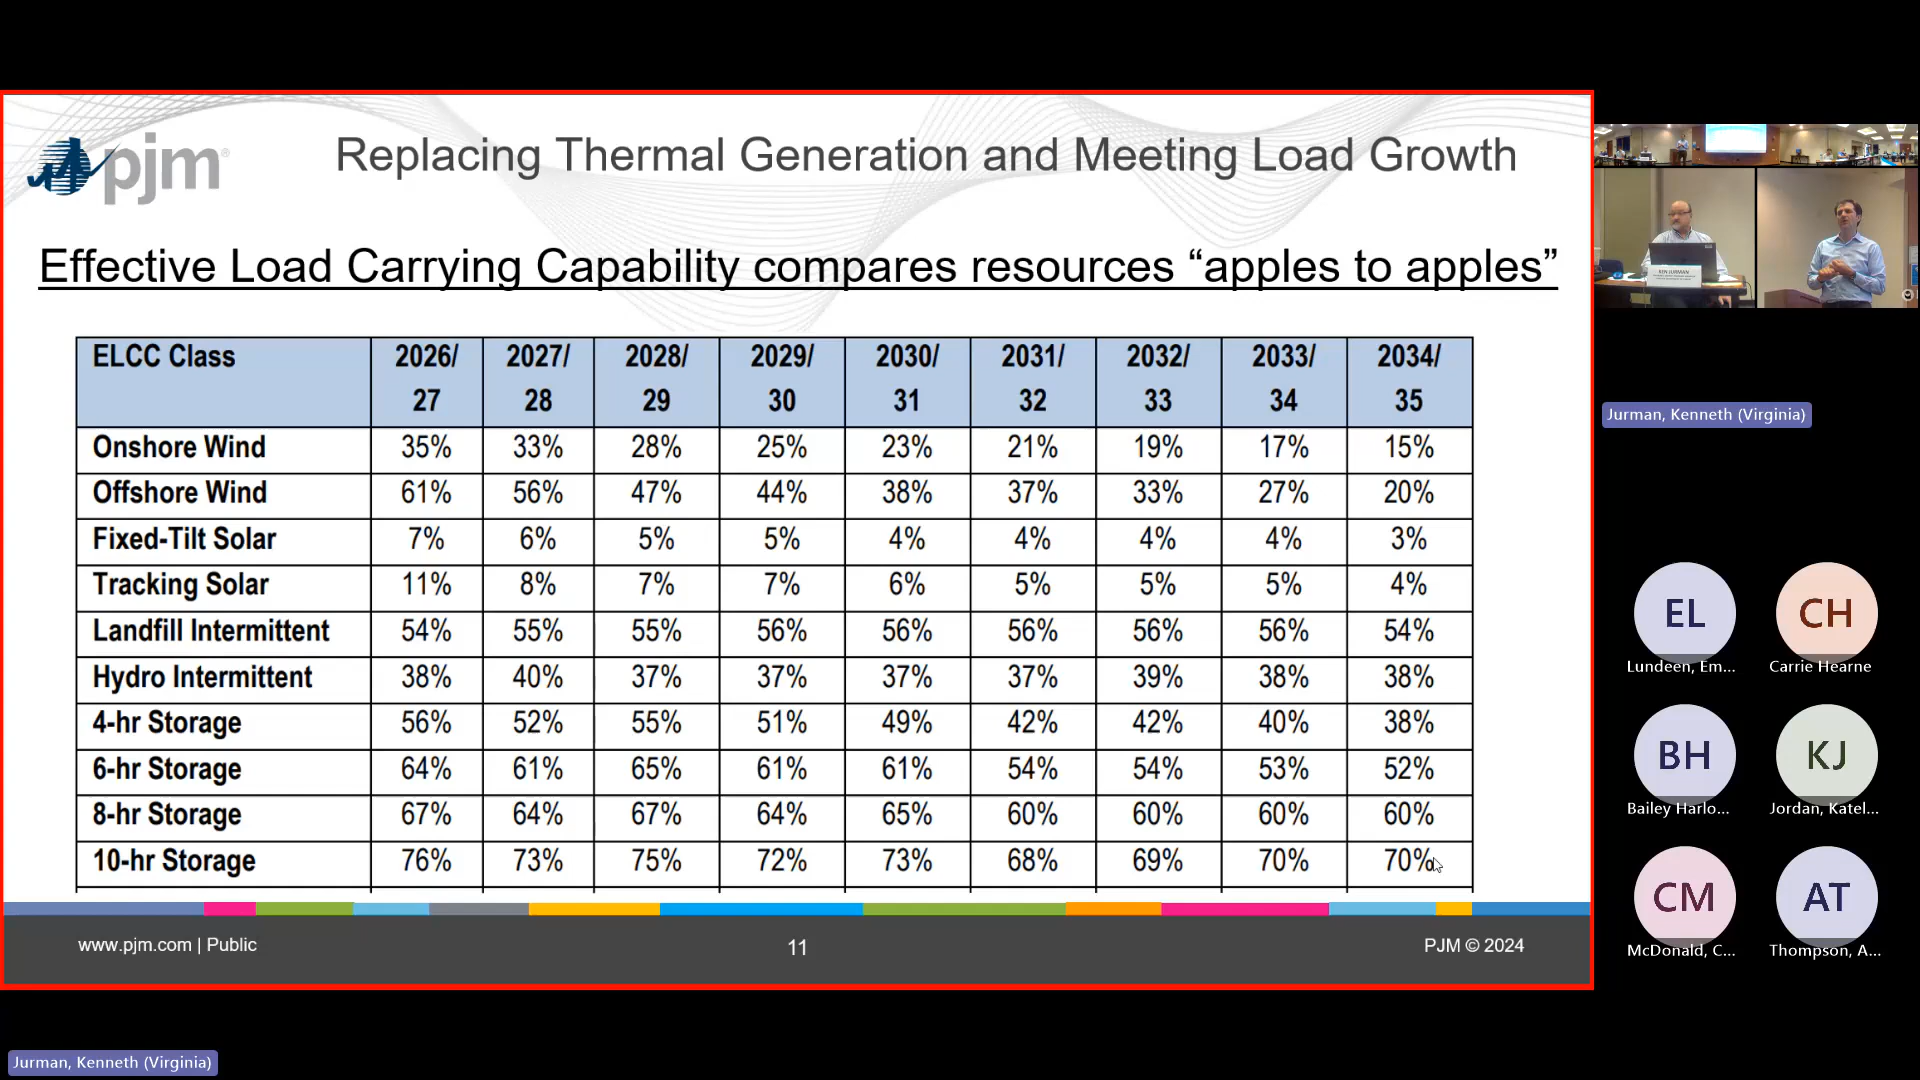 pjm
Replacing Thermal Generation and Meeting Load Growth
Effective Load Carrying Capability compares resources “apples to apples”
ELCC Class 2026/27 2027/28 2028/29 2029/30 2030/31 2031/32 2032/33 2033/34 2034/35
Onshore Wind 35% 33% 28% 25% 23% 21% 19% 17% 15%
Offshore Wind 61% 56% 47% 44% 38% 37% 33% 27% 20%
Fixed-Tilt Solar 7% 6% 5% 5% 4% 4% 4% 4% 3%
Tracking Solar 11% 8% 7% 7% 6% 5% 5% 5% 4%
Landfill Intermittent 54% 55% 55% 56% 56% 56% 56% 56% 54%
Hydro Intermittent 38% 40% 37% 37% 37% 37% 39% 38% 38%
4-hr Storage 56% 52% 55% 51% 49% 42% 42% 40% 38%
6-hr Storage 64% 61% 65% 61% 61% 54% 54% 53% 52%
8-hr Storage 67% 64% 67% 64% 65% 60% 60% 60% 60%
10-hr Storage 76% 73% 75% 72% 73% 68% 69% 70% 70%
www.pjm.com | Public 11 PJM © 2024
KEN JURMAN
Jurman, Kenneth (Virginia)
EL CH
Lundeen, Em... Carrie Hearne
BH KJ
Bailey Harlo... Jordan, Katel...
CM AT
McDonald, C... Thompson, A...
Jurman, Kenneth (Virginia)